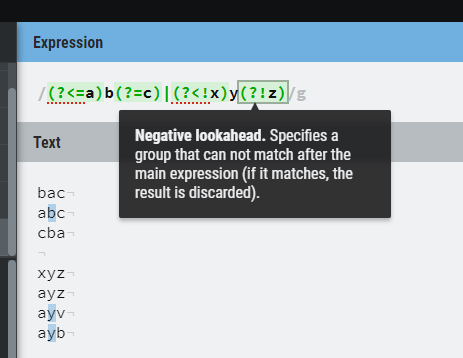 Expression
/(?<=a)b(?=c)|(?<!x)y(?!z)/g
Negative lookahead. Specifies a
group that can not match after the
main expression (if it matches, the
result is discarded).
Text
bac¬
abc¬
cba¬
¬
xyz¬
ayz¬
ayv¬
ayb¬